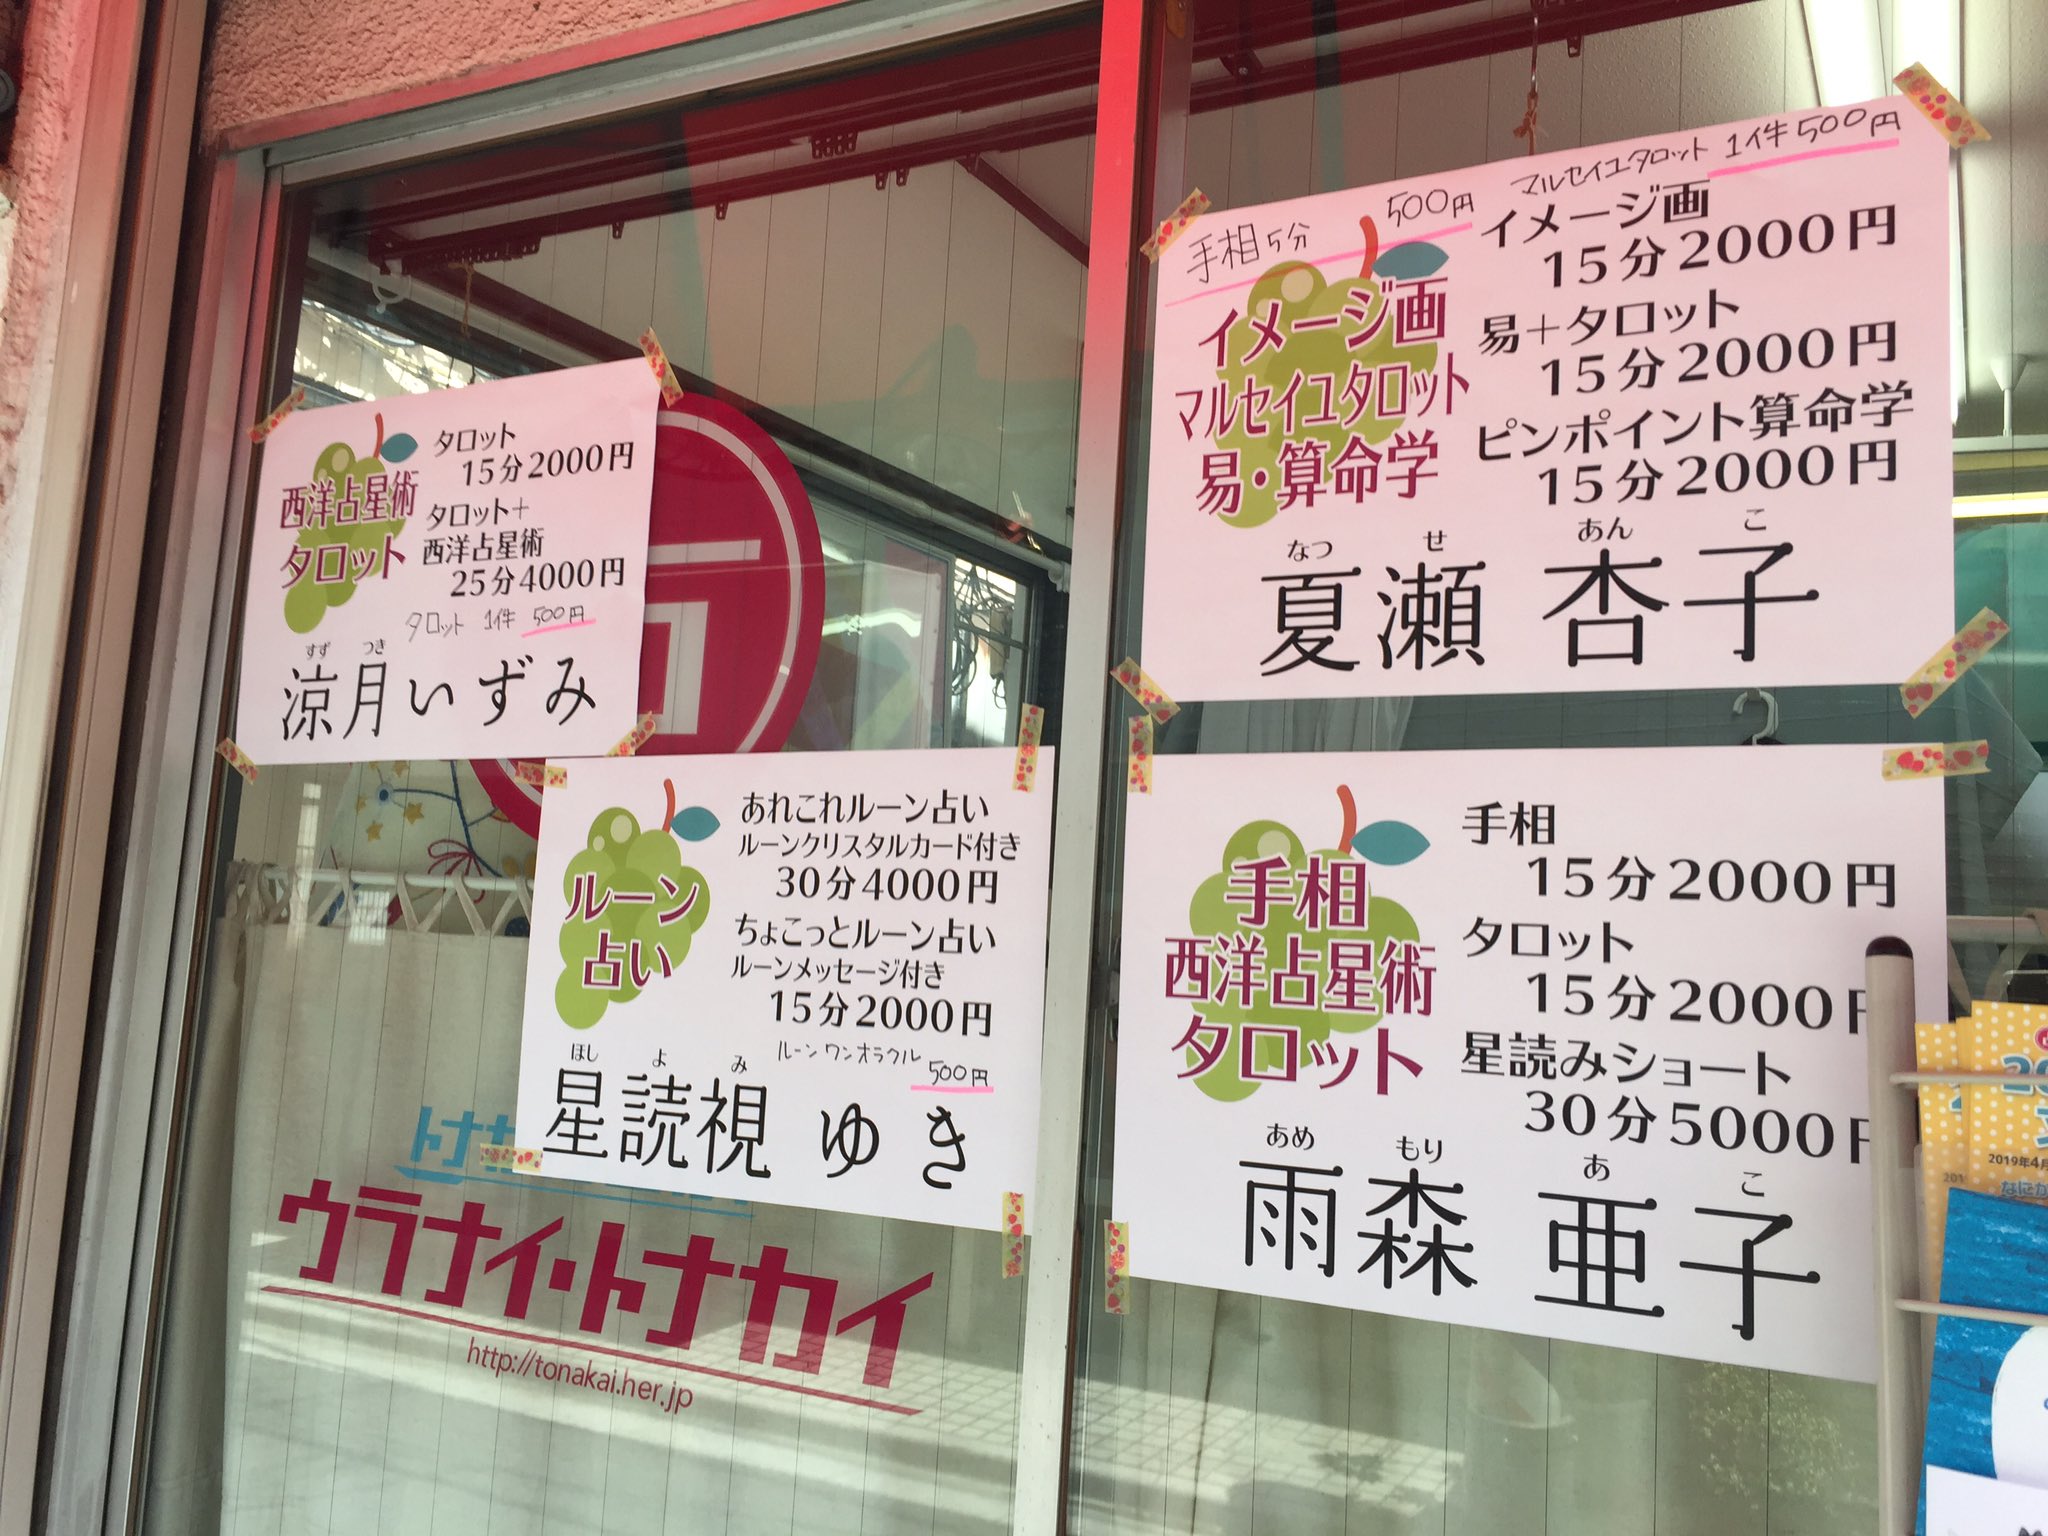 西洋占星術
タロット
タロット
15分2000円
タロット+
西洋占星術
25分4000円
タロット 1件 500円
すず つき
涼月いずみ
ルーン
占い
あれこれルーン占い
ルーンクリスタルカード付き
30分4000円
ちょこっとルーン占い
ルーンメッセージ付き
15分2000円
ルーンワンオラクル 500円
ほし よ み
星読視 ゆき
ウラナイ・トナカイ
http://tonakai.her.jp
手相5分 500円
マルセイユタロット 1件500円
イメージ画
マルセイユタロット
易・算命学
イメージ画
15分2000円
易+タロット
15分2000円
ピンポイント算命学
15分2000円
なつ せ あん こ
夏瀬 杏子
手相
西洋占星術
タロット
手相
15分2000円
タロット
15分2000
星読みショート
30分5000
あめ もり あ こ
雨森 亜子
2019年4月